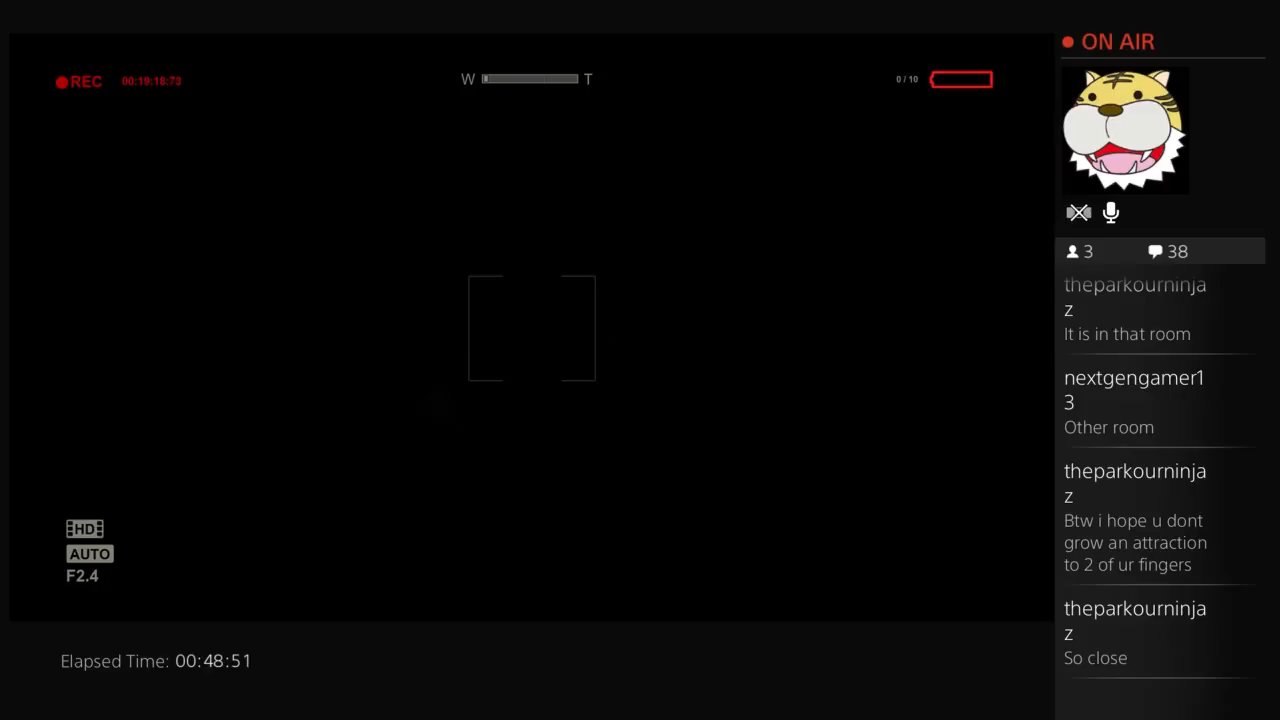 REC 00:19:18:73
W T
0 / 10
HD
AUTO
F2.4
Elapsed Time: 00:48:51
ON AIR
3 38
theparkourninja
z
It is in that room
nextgengamer1
3
Other room
theparkourninja
z
Btw i hope u dont
grow an attraction
to 2 of ur fingers
theparkourninja
z
So close